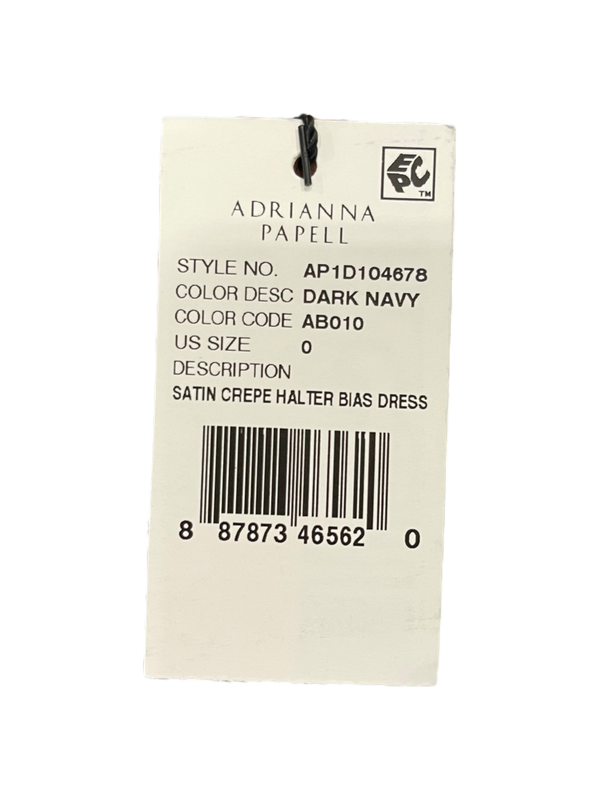 EPC™
ADRIANNA
PAPELL
STYLE NO. AP1D104678
COLOR DESC DARK NAVY
COLOR CODE AB010
US SIZE 0
DESCRIPTION
SATIN CREPE HALTER BIAS DRESS
8 87873 46562 0